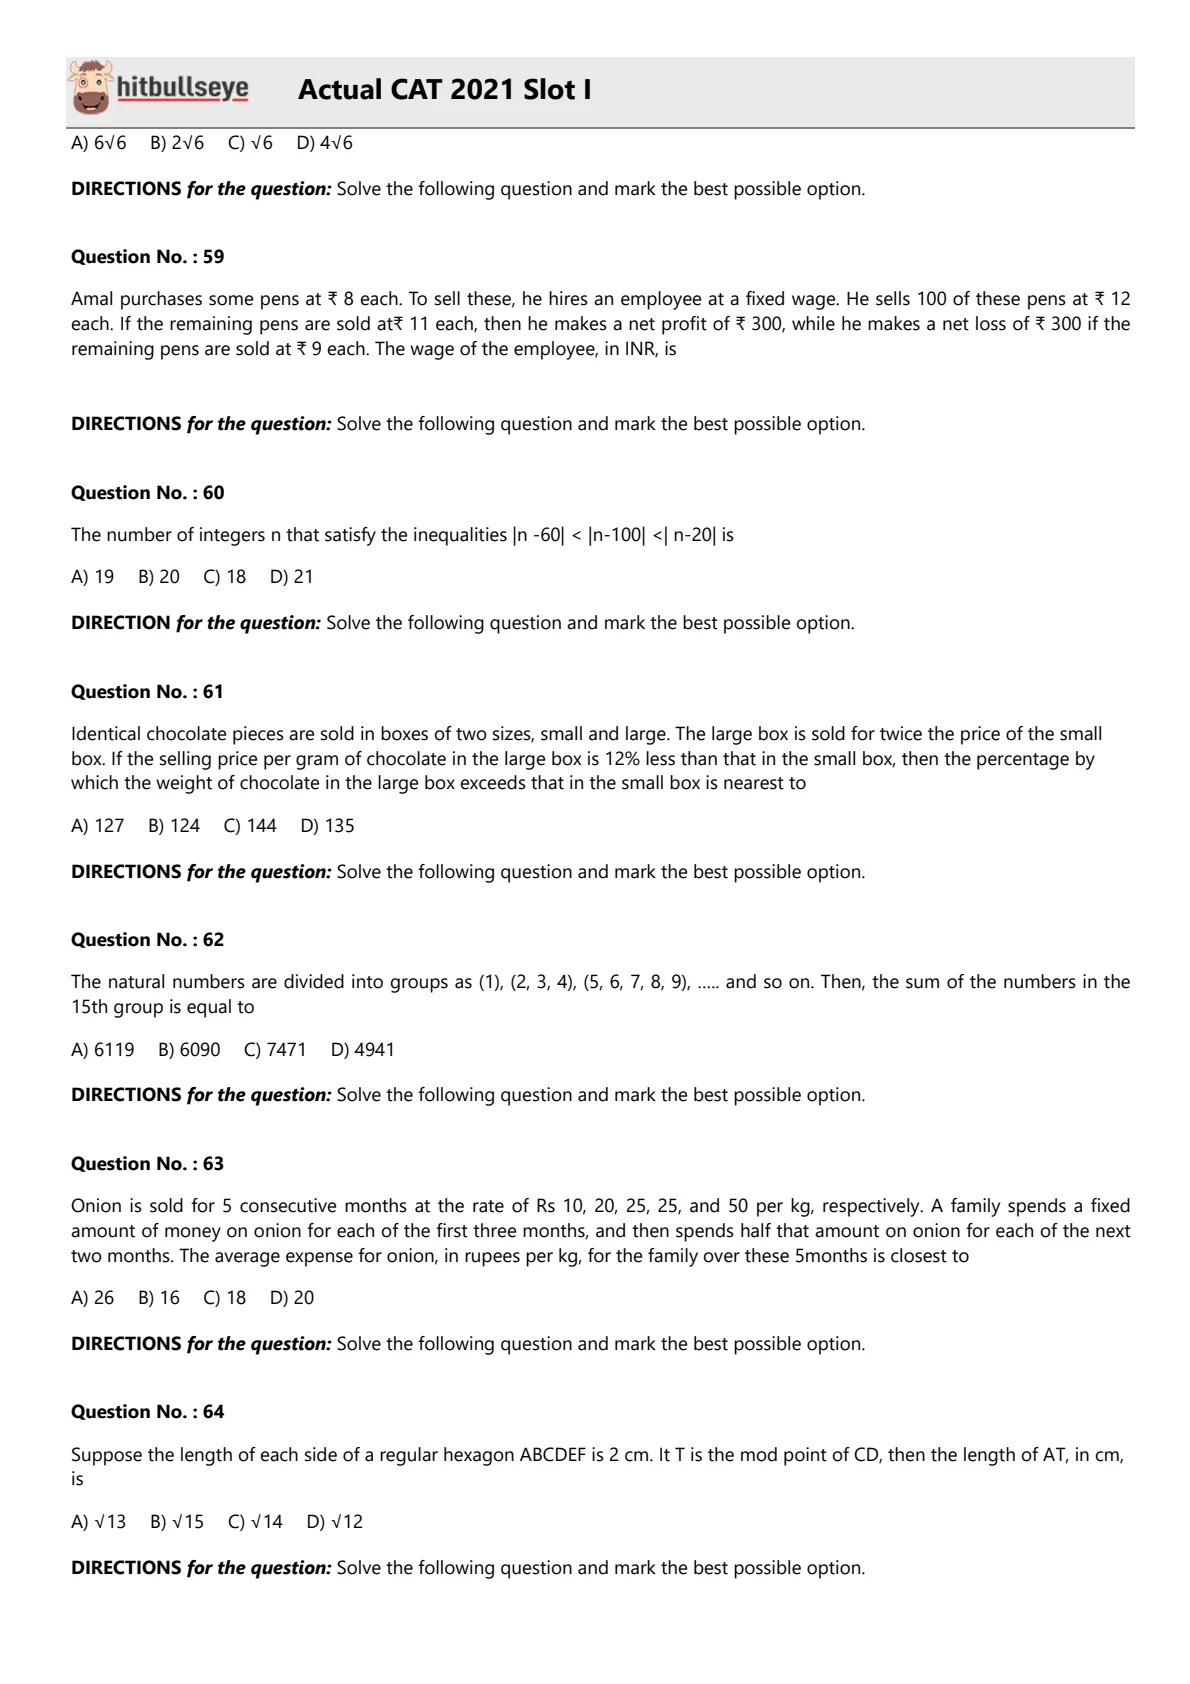 hitbullseye
Actual CAT 2021 Slot I
A) 6√6 B) 2√6 C) √6 D) 4√6
DIRECTIONS for the question: Solve the following question and mark the best possible option.
Question No. : 59
Amal purchases some pens at ₹ 8 each. To sell these, he hires an employee at a fixed wage. He sells 100 of these pens at ₹ 12
each. If the remaining pens are sold at₹ 11 each, then he makes a net profit of ₹ 300, while he makes a net loss of ₹ 300 if the
remaining pens are sold at ₹ 9 each. The wage of the employee, in INR, is
DIRECTIONS for the question: Solve the following question and mark the best possible option.
Question No. : 60
The number of integers n that satisfy the inequalities |n -60| < |n-100| <| n-20| is
A) 19 B) 20 C) 18 D) 21
DIRECTION for the question: Solve the following question and mark the best possible option.
Question No. : 61
Identical chocolate pieces are sold in boxes of two sizes, small and large. The large box is sold for twice the price of the small
box. If the selling price per gram of chocolate in the large box is 12% less than that in the small box, then the percentage by
which the weight of chocolate in the large box exceeds that in the small box is nearest to
A) 127 B) 124 C) 144 D) 135
DIRECTIONS for the question: Solve the following question and mark the best possible option.
Question No. : 62
The natural numbers are divided into groups as (1), (2, 3, 4), (5, 6, 7, 8, 9), ..... and so on. Then, the sum of the numbers in the
15th group is equal to
A) 6119 B) 6090 C) 7471 D) 4941
DIRECTIONS for the question: Solve the following question and mark the best possible option.
Question No. : 63
Onion is sold for 5 consecutive months at the rate of Rs 10, 20, 25, 25, and 50 per kg, respectively. A family spends a fixed
amount of money on onion for each of the first three months, and then spends half that amount on onion for each of the next
two months. The average expense for onion, in rupees per kg, for the family over these 5months is closest to
A) 26 B) 16 C) 18 D) 20
DIRECTIONS for the question: Solve the following question and mark the best possible option.
Question No. : 64
Suppose the length of each side of a regular hexagon ABCDEF is 2 cm. It T is the mod point of CD, then the length of AT, in cm,
is
A) √13 B) √15 C) √14 D) √12
DIRECTIONS for the question: Solve the following question and mark the best possible option.